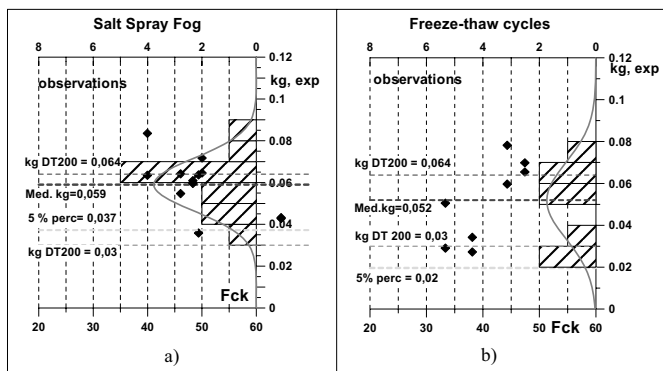 Salt Spray Fog
8 6 4 2 0
0.12
kg, exp
observations
0.1
0.08
kg DT200 = 0,064
0.06
Med. kg=0,059
5 % perc=0,037
0.04
kg DT200 = 0,03
0.02
Fck
0
20 30 40 50 60
a)
Freeze-thaw cycles
8 6 4 2 0
0.12
kg, exp
observations
0.1
0.08
kg DT200 = 0,064
0.06
Med.kg=0,052
0.04
kg DT 200 = 0,03
0.02
5% perc = 0,02
0
20 30 40 50 Fck 60
b)